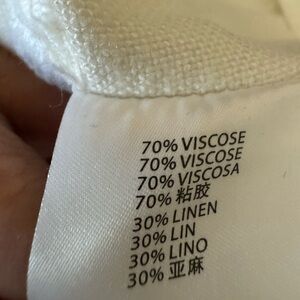 70% VISCOSE
70% VISCOSE
70% VISCOSA
70% 粘胶
30% LINEN
30% LIN
30% LINO
30% 亚麻